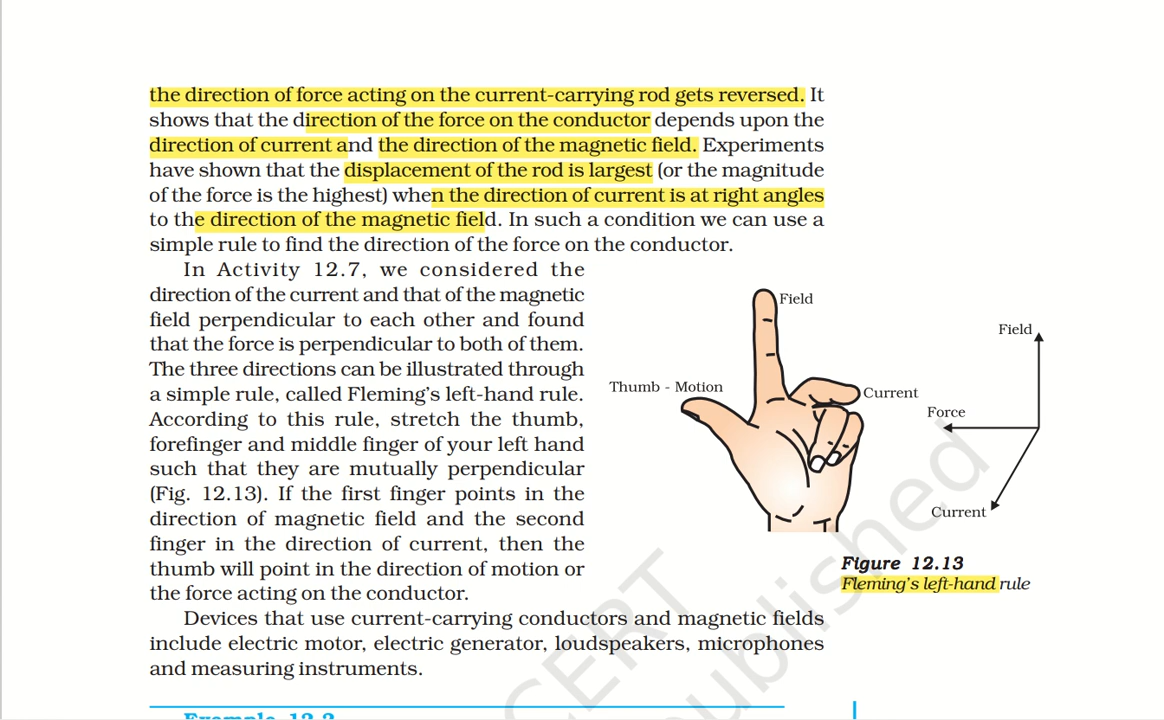 the direction of force acting on the current-carrying rod gets reversed. It
shows that the direction of the force on the conductor depends upon the
direction of current and the direction of the magnetic field. Experiments
have shown that the displacement of the rod is largest (or the magnitude
of the force is the highest) when the direction of current is at right angles
to the direction of the magnetic field. In such a condition we can use a
simple rule to find the direction of the force on the conductor.
In Activity 12.7, we considered the
direction of the current and that of the magnetic
field perpendicular to each other and found
that the force is perpendicular to both of them.
The three directions can be illustrated through
a simple rule, called Fleming's left-hand rule.
According to this rule, stretch the thumb,
forefinger and middle finger of your left hand
such that they are mutually perpendicular
(Fig. 12.13). If the first finger points in the
direction of magnetic field and the second
finger in the direction of current, then the
thumb will point in the direction of motion or
the force acting on the conductor.
Field
Thumb - Motion
Current
Field
Force
Current
Figure 12.13
Fleming's left-hand rule
Devices that use current-carrying conductors and magnetic fields
include electric motor, electric generator, loudspeakers, microphones
and measuring instruments.
CERT
ublished